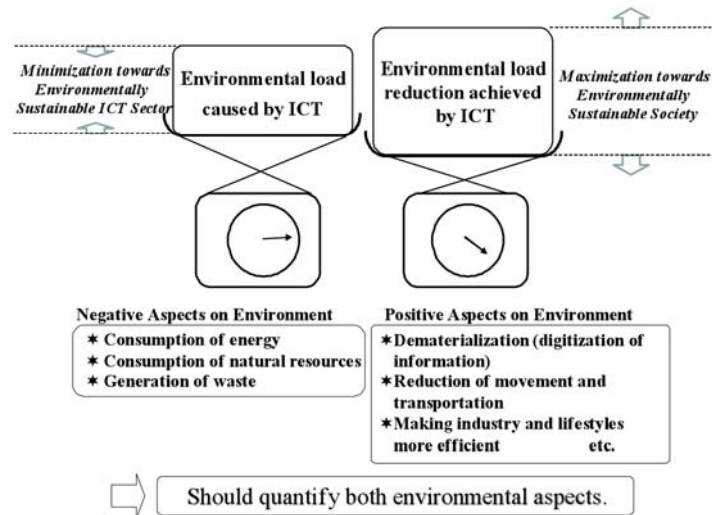 Minimization towards
Environmentally
Sustainable ICT Sector
Environmental load
caused by ICT
Environmental load
reduction achieved
by ICT
Maximization towards
Environmentally
Sustainable Society
Negative Aspects on Environment
✶ Consumption of energy
✶ Consumption of natural resources
✶ Generation of waste
Positive Aspects on Environment
✶Dematerialization (digitization of
information)
✶Reduction of movement and
transportation
✶Making industry and lifestyles
more efficient etc.
Should quantify both environmental aspects.